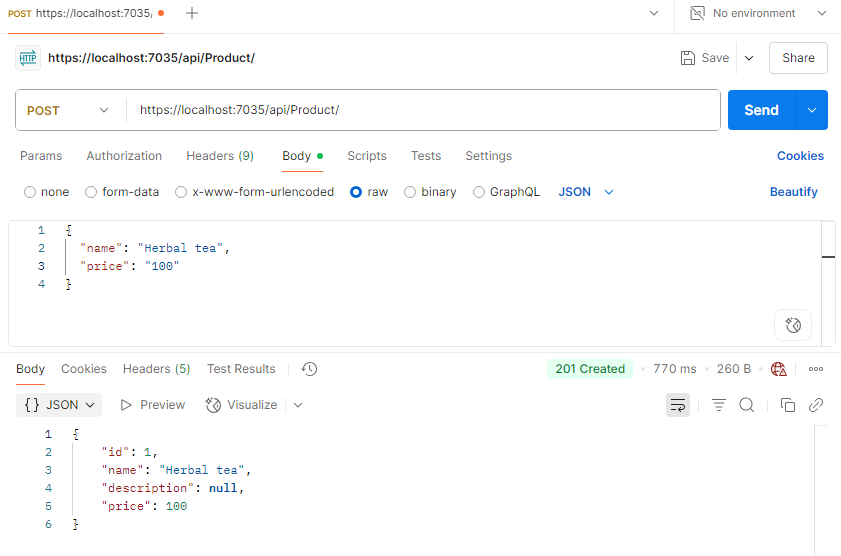 POST https://localhost:7035/ No environment
HTTP https://localhost:7035/api/Product/ Save Share
POST https://localhost:7035/api/Product/ Send
Params Authorization Headers (9) Body Scripts Tests Settings Cookies
none form-data x-www-form-urlencoded raw binary GraphQL JSON Beautify
1 {
2 "name": "Herbal tea",
3 "price": "100"
4 }
Body Cookies Headers (5) Test Results 201 Created • 770 ms • 260 B •
{} JSON Preview Visualize
1 {
2 "id": 1,
3 "name": "Herbal tea",
4 "description": null,
5 "price": 100
6 }